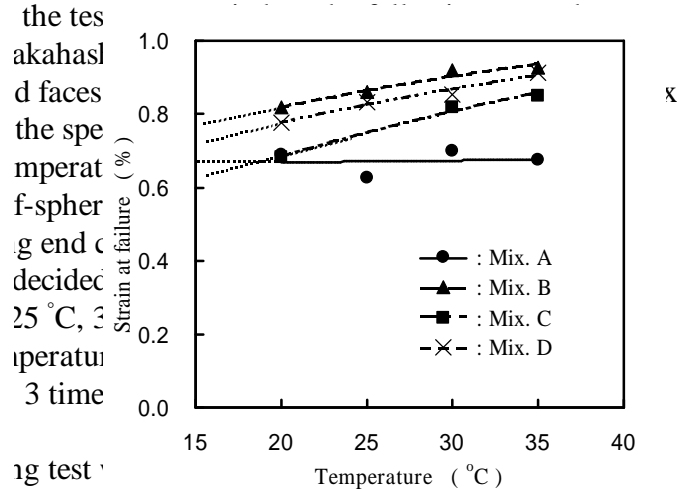 the tes
akahas
d faces
x
the spe
mperat
f-spher
g end c
decided
25 °C, 3
peratur
3 time
ng test
1.0
0.8
0.6
0.4
0.2
0.0
Strain at failure (%)
15 20 25 30 35 40
Temperature (°C)
: Mix. A
: Mix. B
: Mix. C
: Mix. D